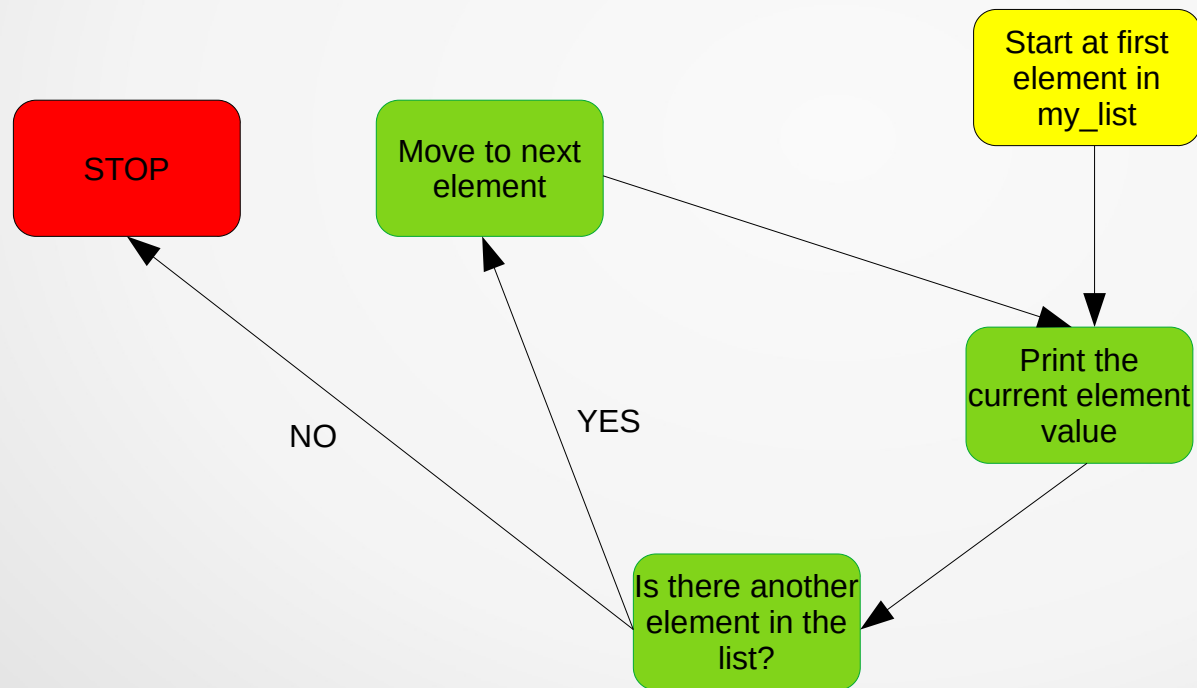 Start at first
element in
my_list
STOP
Move to next
element
Print the
current element
value
NO
YES
Is there another
element in the
list?